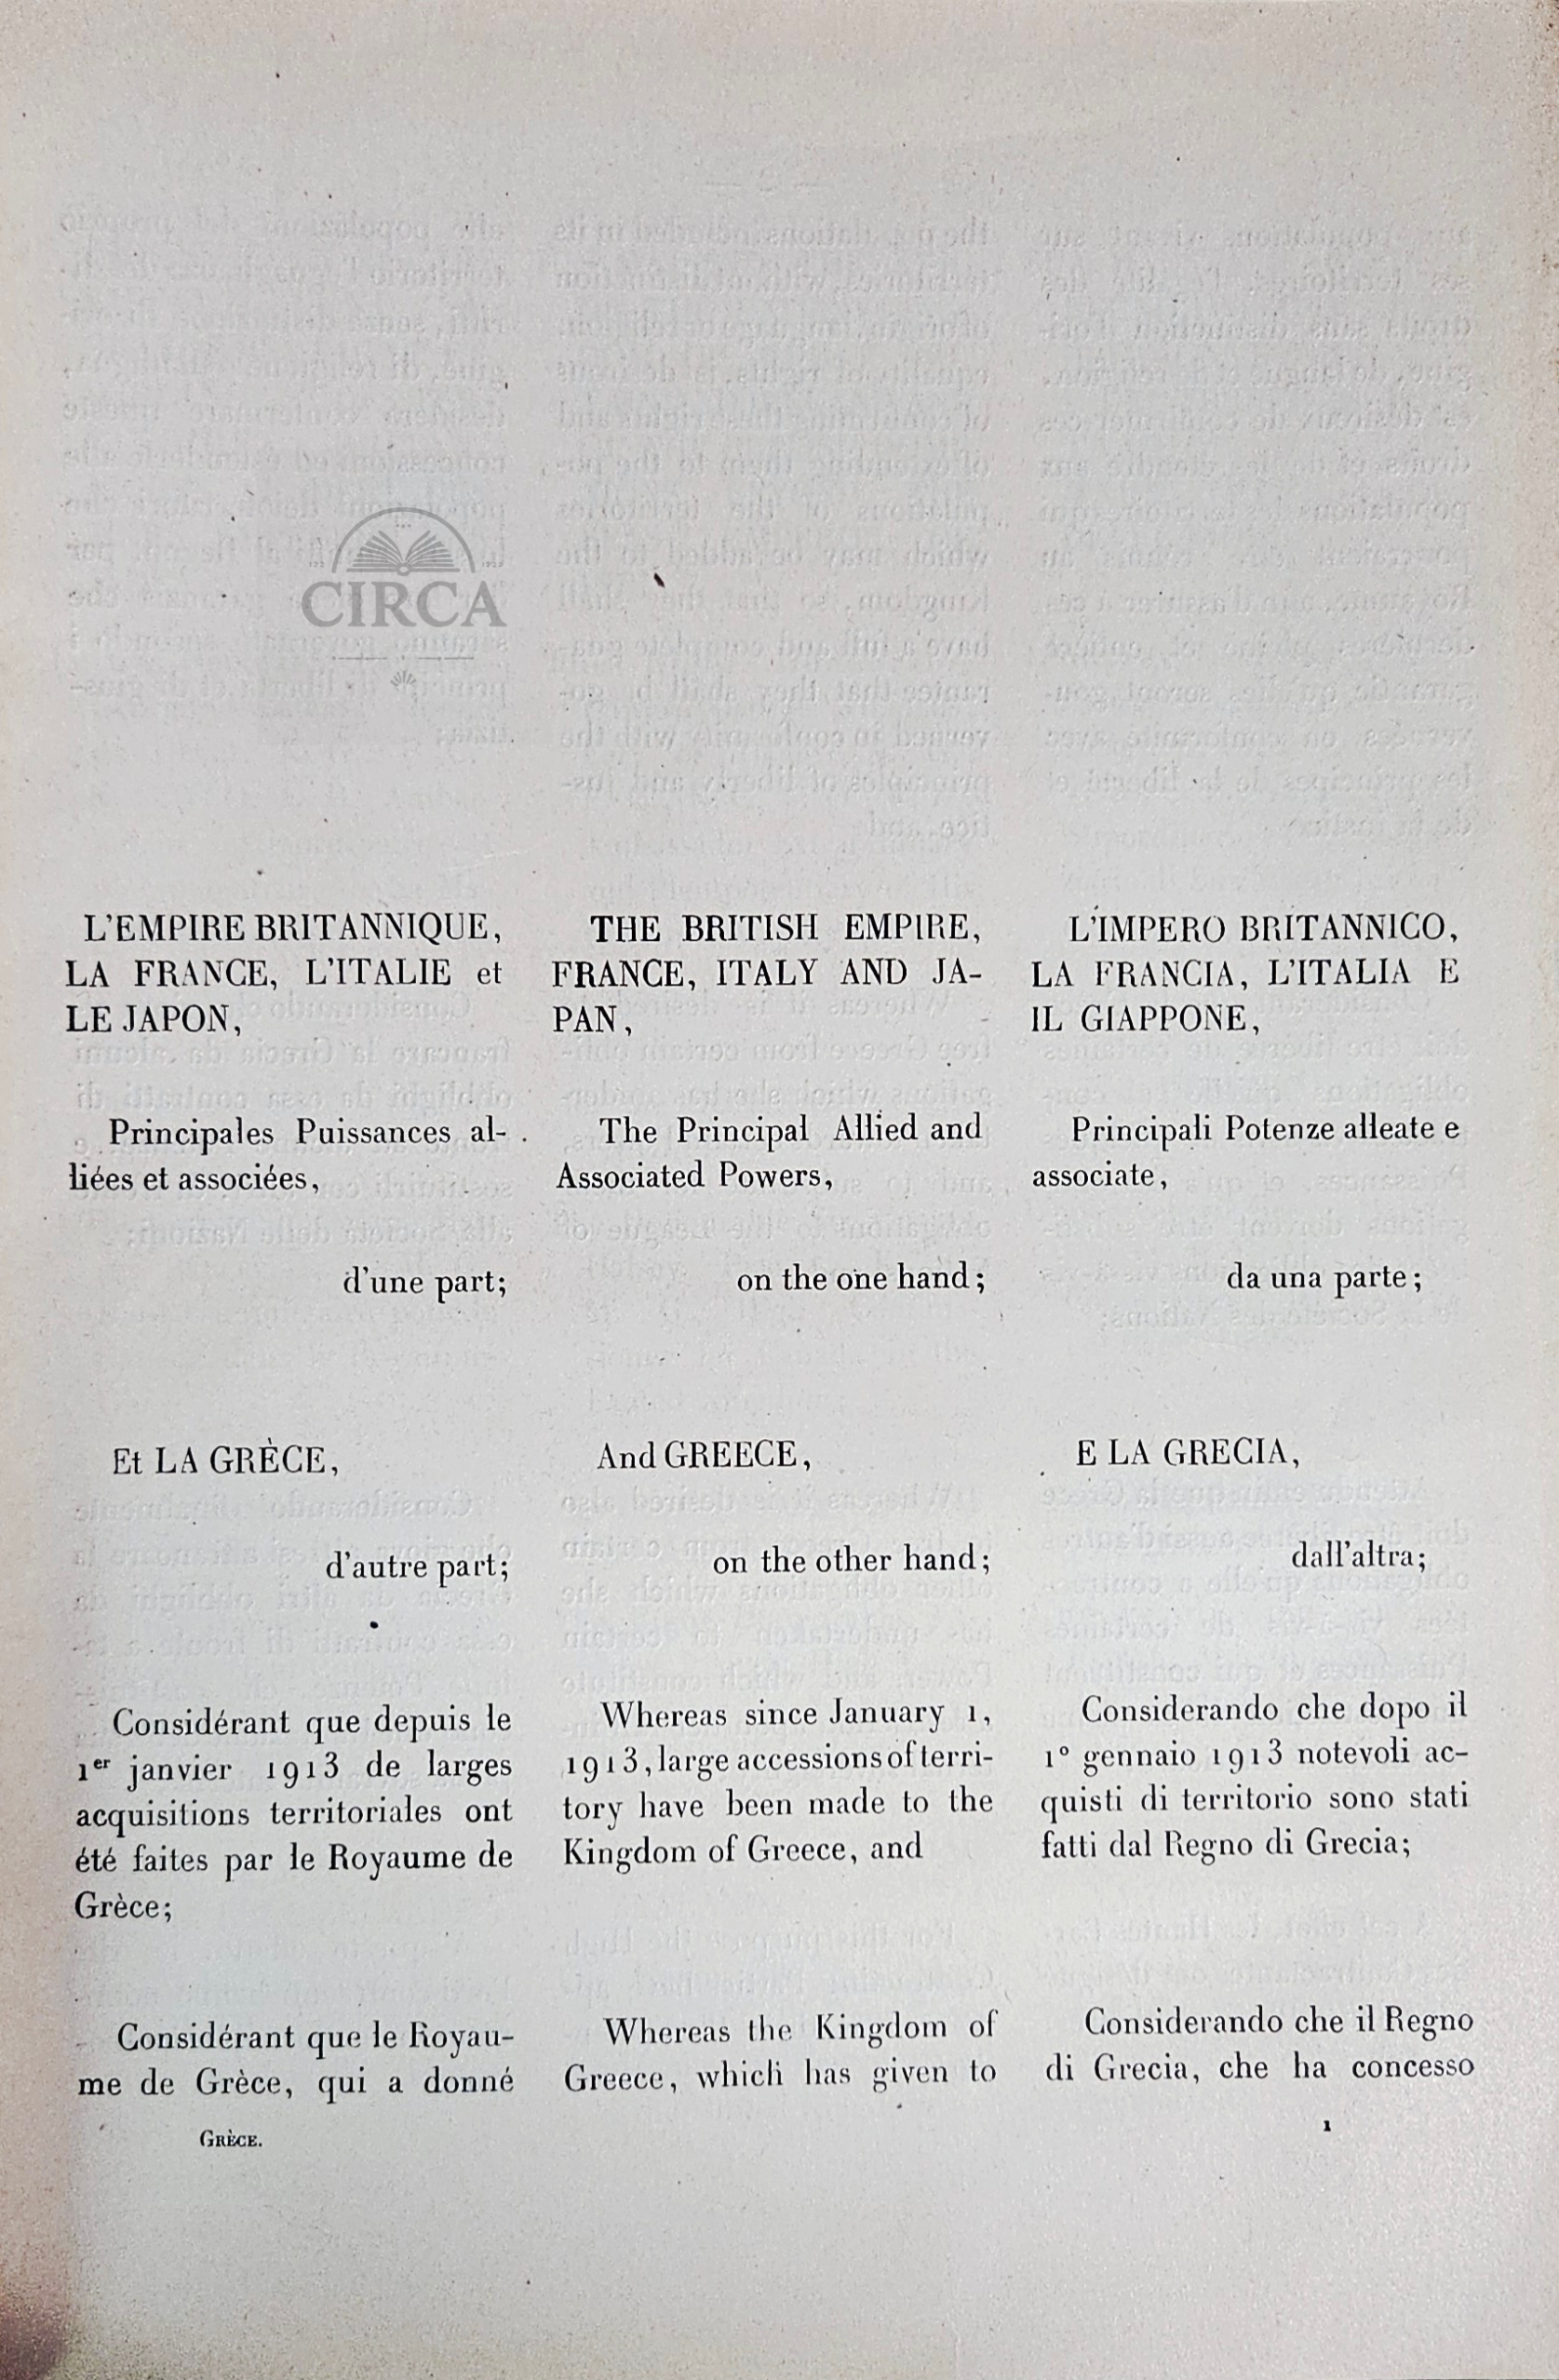 CIRCA
L'EMPIRE BRITANNIQUE,
LA FRANCE, L'ITALIE et
LE JAPON,
Principales Puissances al-
liées et associées,
d'une part;
Et LA GRÈCE,
d'autre part;
Considérant que depuis le
1er janvier 1913 de larges
acquisitions territoriales ont
été faites par le Royaume de
Grèce;
Considérant que le Royau-
me de Grèce, qui a donné
GRÈCE.
THE BRITISH EMPIRE,
FRANCE, ITALY AND JA-
PAN,
The Principal Allied and
Associated Powers,
on the one hand;
And GREECE,
on the other hand;
Whereas since January 1,
1913, large accessions of terri-
tory have been made to the
Kingdom of Greece, and
Whereas the Kingdom of
Greece, which has given to
L'IMPERO BRITANNICO,
LA FRANCIA, L'ITALIA E
IL GIAPPONE,
Principali Potenze alleate e
associate,
da una parte;
E LA GRECIA,
dall'altra;
Considerando che dopo il
1° gennaio 1913 notevoli ac-
quisti di territorio sono stati
fatti dal Regno di Grecia;
Considerando che il Regno
di Grecia, che ha concesso
1